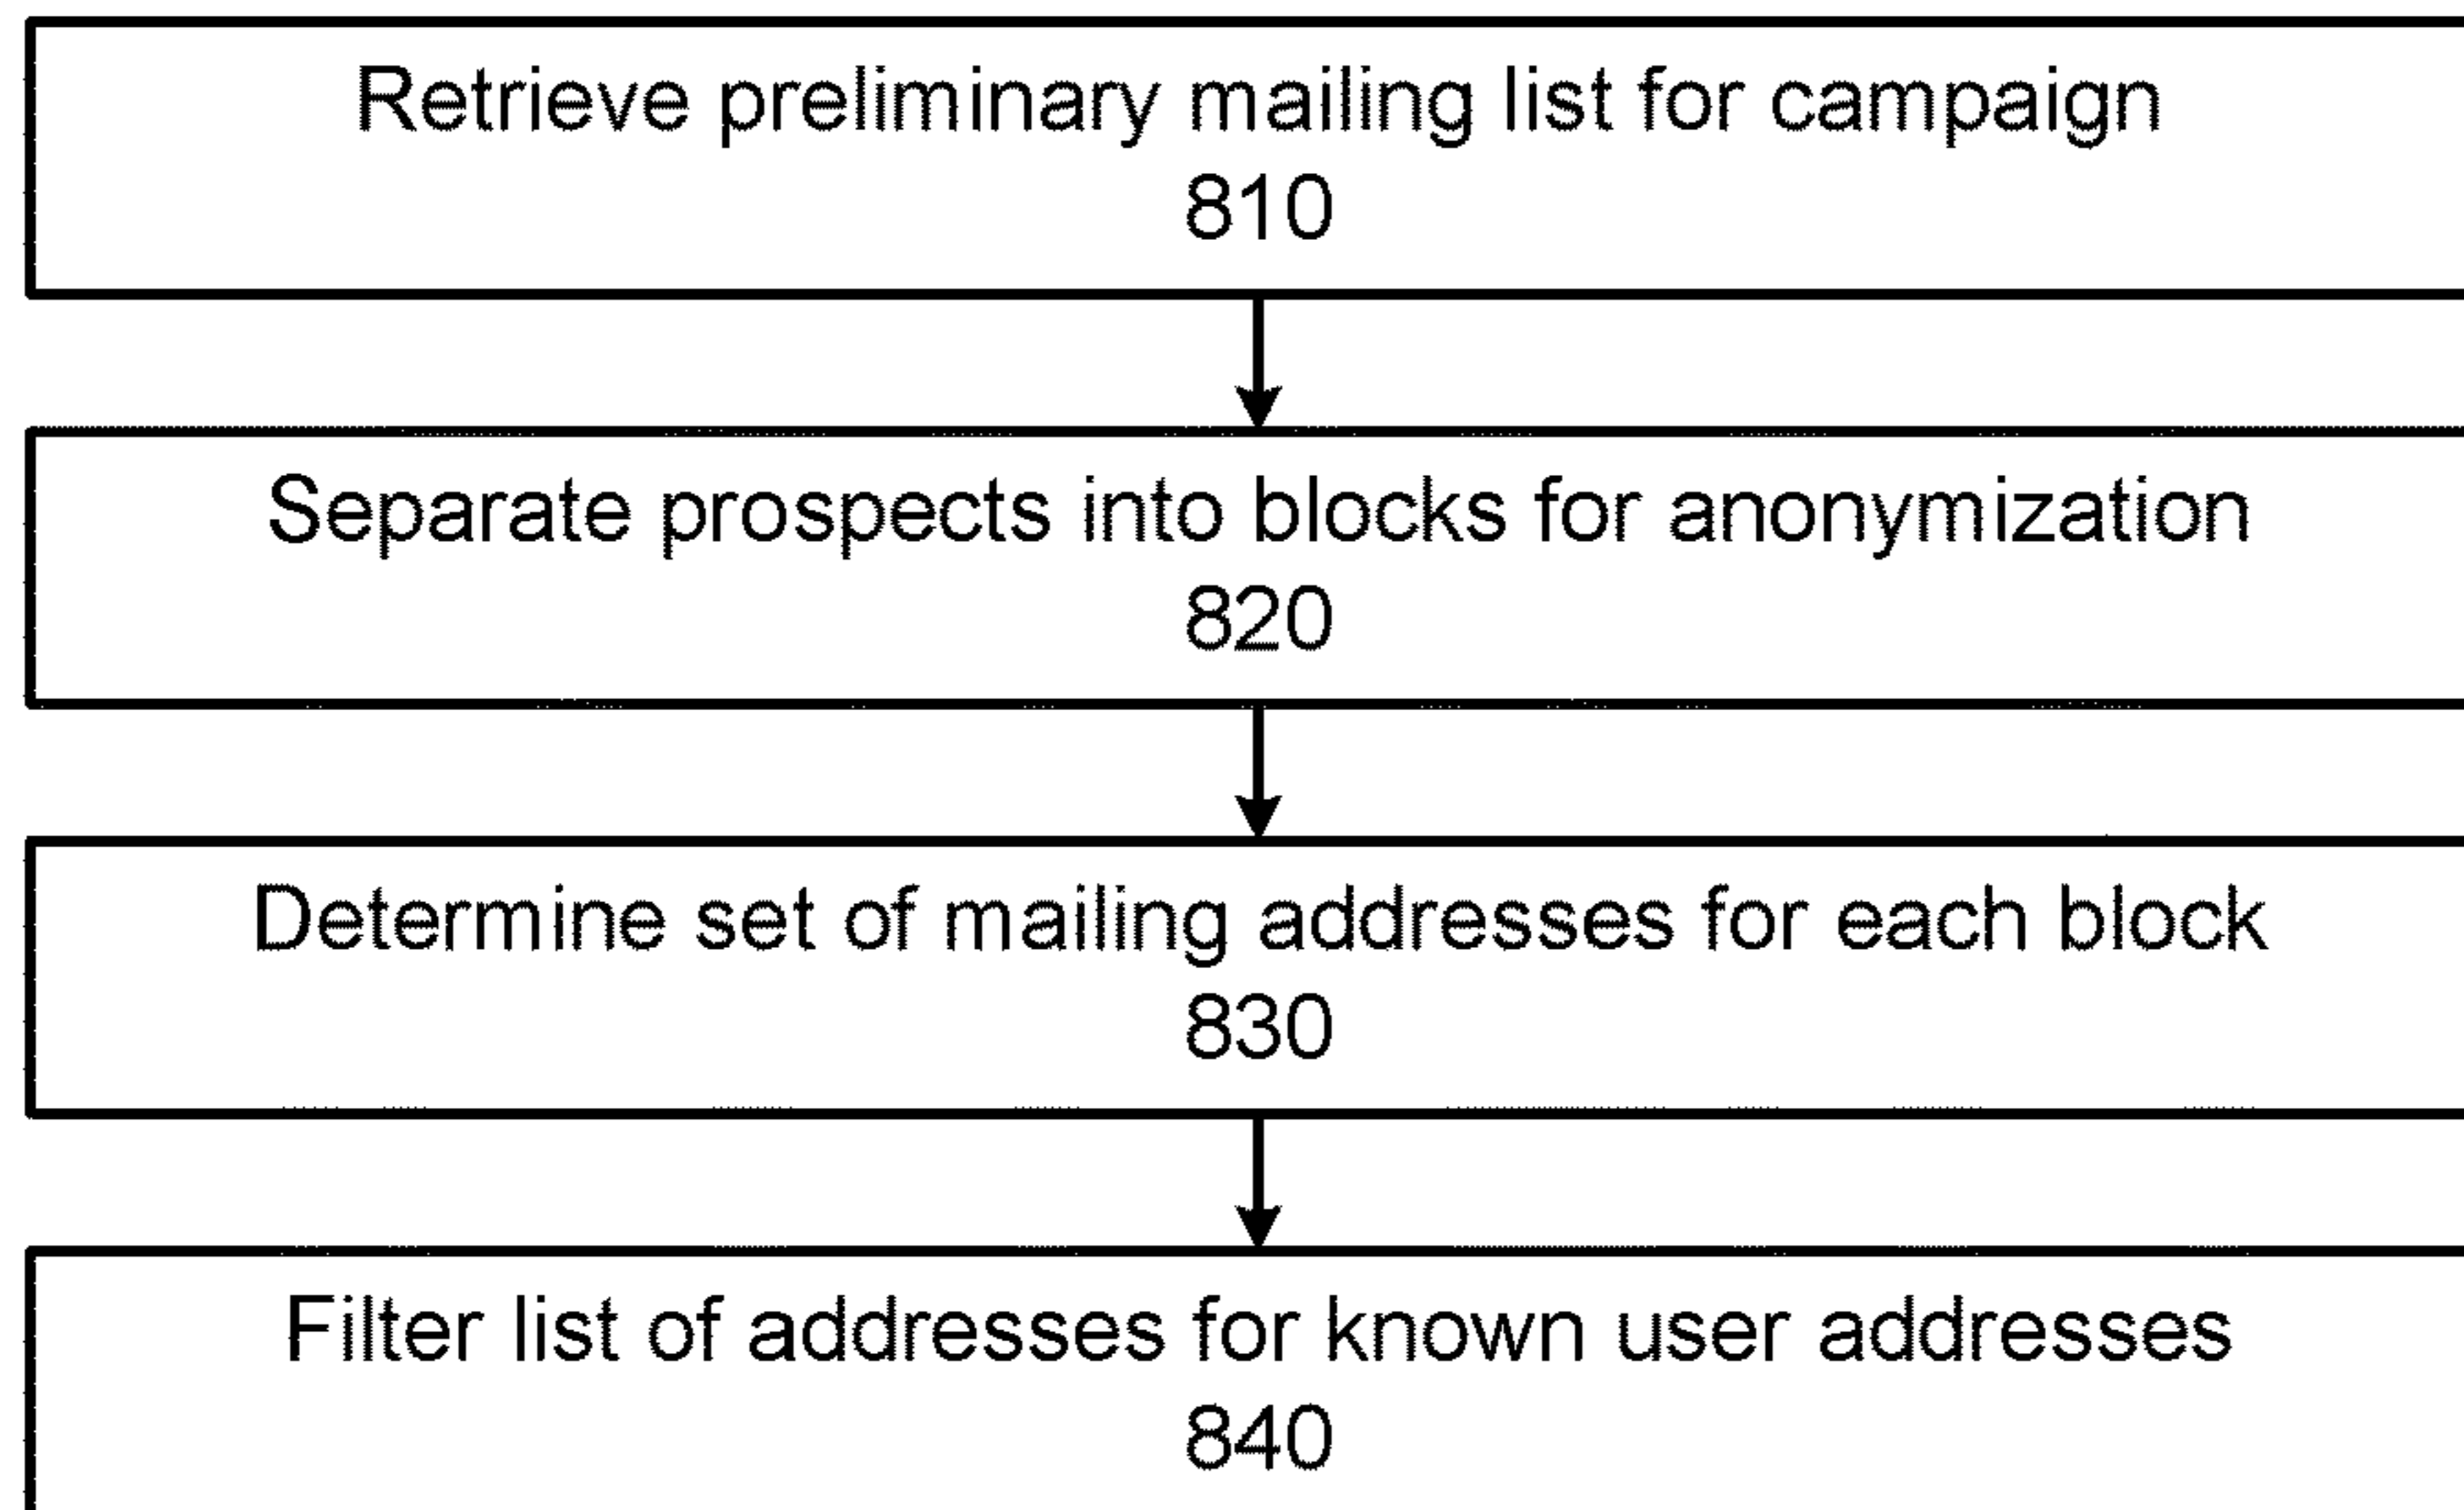 Retrieve preliminary mailing list for campaign
810
Separate prospects into blocks for anonymization
820
Determine set of mailing addresses for each block
830
Filter list of addresses for known user addresses
840